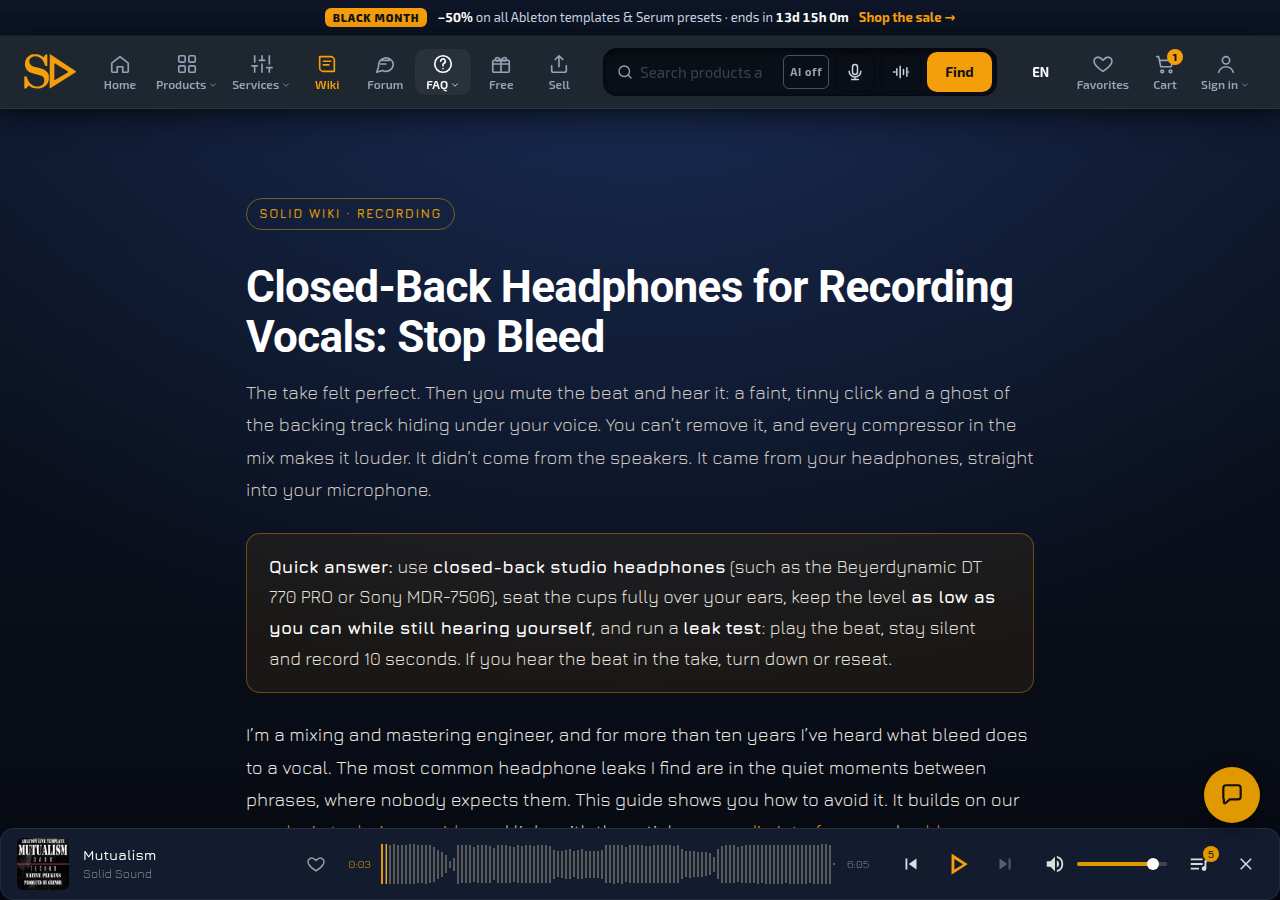 BLACK MONTH −50% on all Ableton templates & Serum presets · ends in 13d 15h 0m Shop the sale →
Home Products Services Wiki Forum FAQ Free Sell Search products a AI off Find EN Favorites 1 Cart Sign in
SOLID WIKI · RECORDING
Closed-Back Headphones for Recording
Vocals: Stop Bleed
The take felt perfect. Then you mute the beat and hear it: a faint, tinny click and a ghost of
the backing track hiding under your voice. You can’t remove it, and every compressor in the
mix makes it louder. It didn’t come from the speakers. It came from your headphones, straight
into your microphone.
Quick answer: use closed-back studio headphones (such as the Beyerdynamic DT
770 PRO or Sony MDR-7506), seat the cups fully over your ears, keep the level as low as
you can while still hearing yourself, and run a leak test: play the beat, stay silent
and record 10 seconds. If you hear the beat in the take, turn down or reseat.
I’m a mixing and mastering engineer, and for more than ten years I’ve heard what bleed does
to a vocal. The most common headphone leaks I find are in the quiet moments between
phrases, where nobody expects them. This guide shows you how to avoid it. It builds on our
MUTUALISM
Mutualism
Solid Sound
0:03 6:05 5